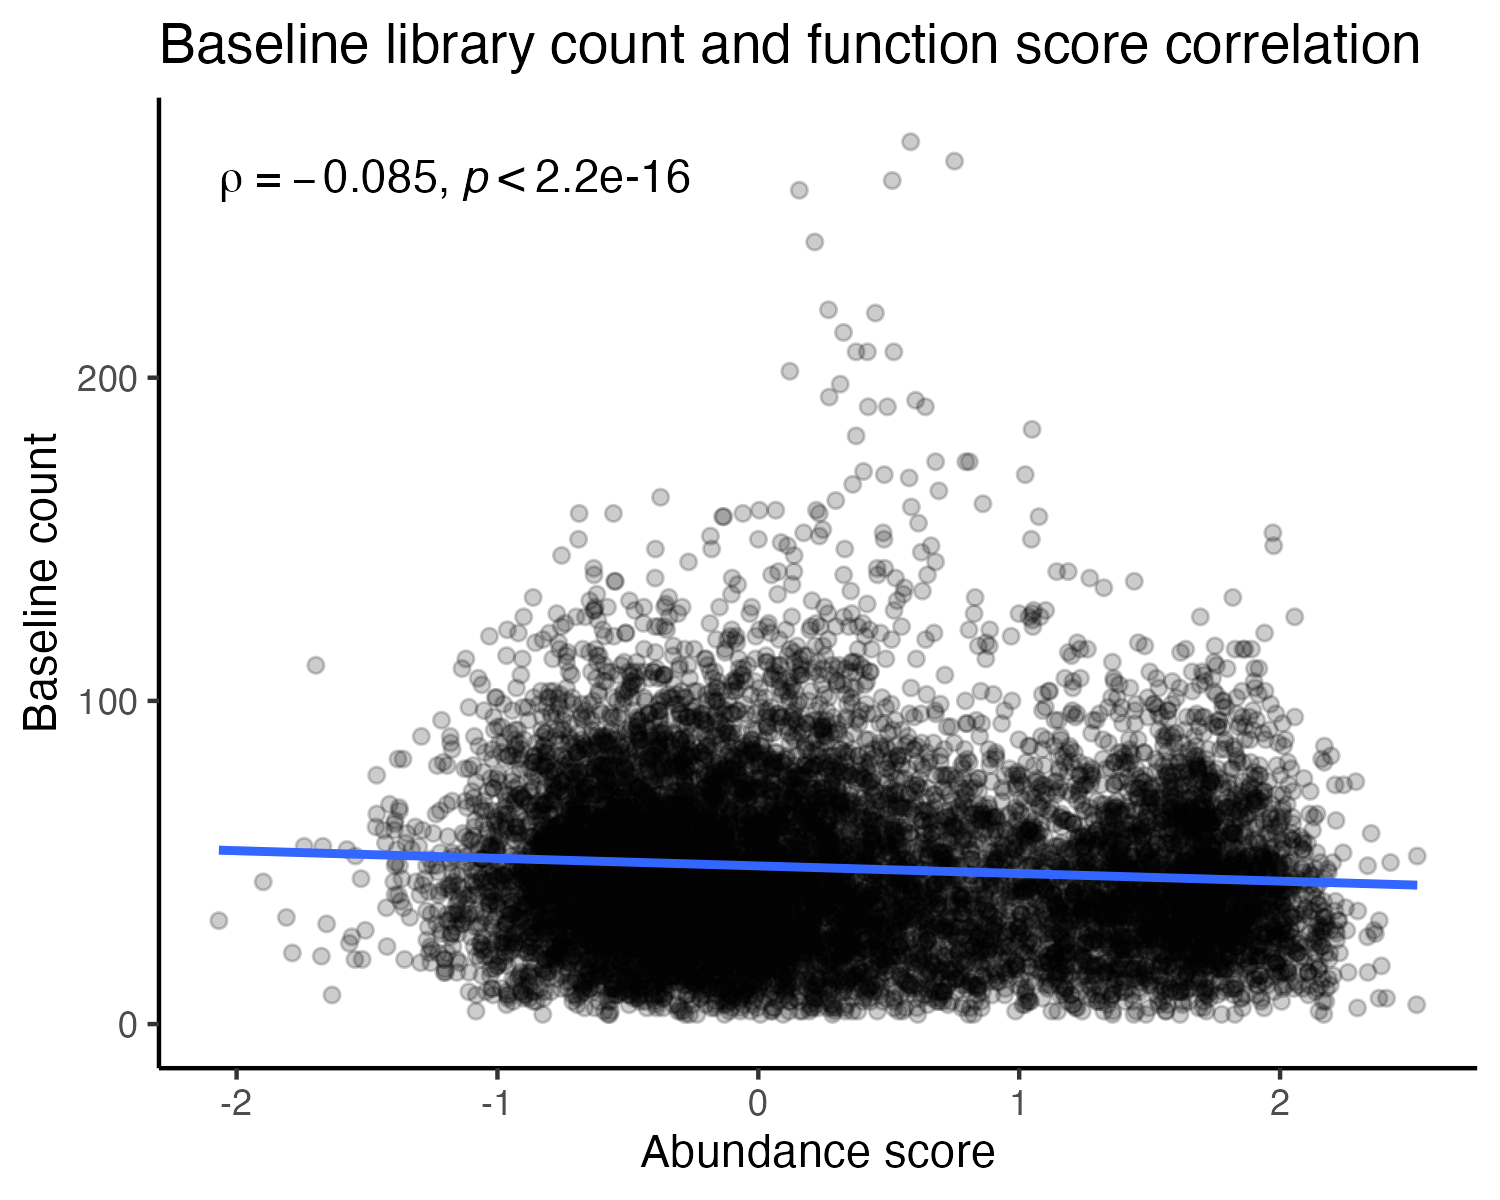 Baseline library count and function score correlation
ρ = −0.085, p < 2.2e-16
Baseline count
200
100
0
-2
-1
0
1
2
Abundance score